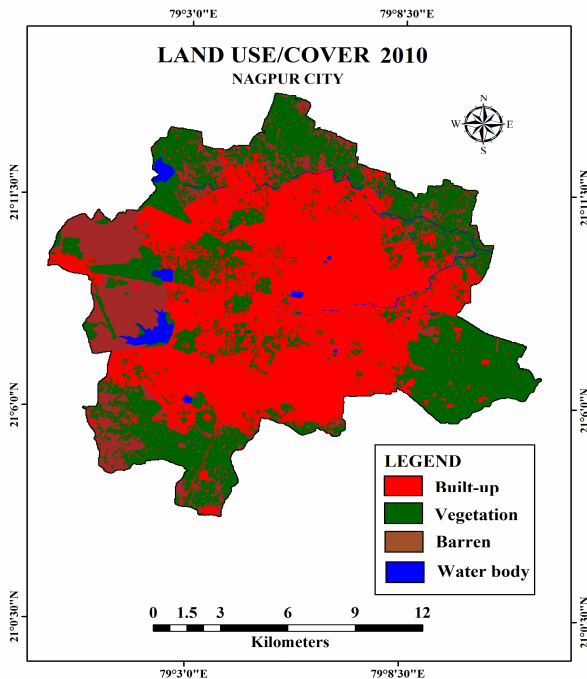 79°3'0"E 79°8'30"E
LAND USE/COVER 2010
NAGPUR CITY
N
W E
S
21°11'30"N 21°11'30"N
21°6'0"N 21°6'0"N
LEGEND
Built-up
Vegetation
Barren
Water body
21°0'30"N 21°0'30"N
0 1.5 3 6 9 12
Kilometers
79°3'0"E 79°8'30"E